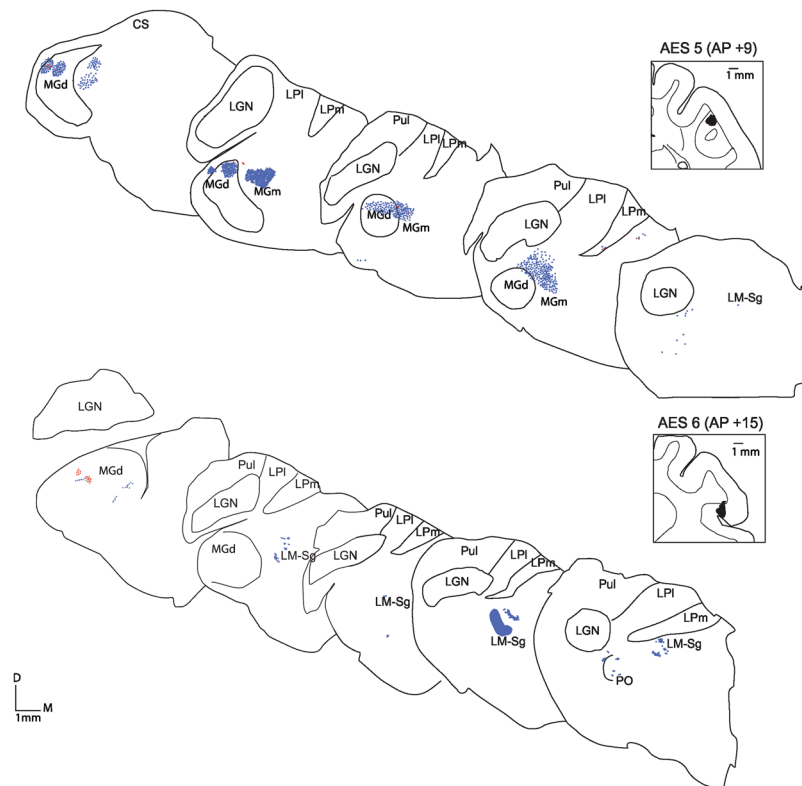 CS
AES 5 (AP +9)
1 mm
MGd
LGN
LPl
LPm
MGd
MGm
Pul
LPl
LPm
LGN
MGd
MGm
Pul
LPl
LPm
LGN
MGd
MGm
LGN
LM-Sg
AES 6 (AP +15)
1 mm
LGN
MGd
Pul
LPl
LPm
LGN
MGd
LM-Sg
Pul
LPl
LPm
LGN
LM-Sg
Pul
LPl
LPm
LGN
LM-Sg
Pul
LPl
LPm
LGN
LM-Sg
PO
D
M
1mm